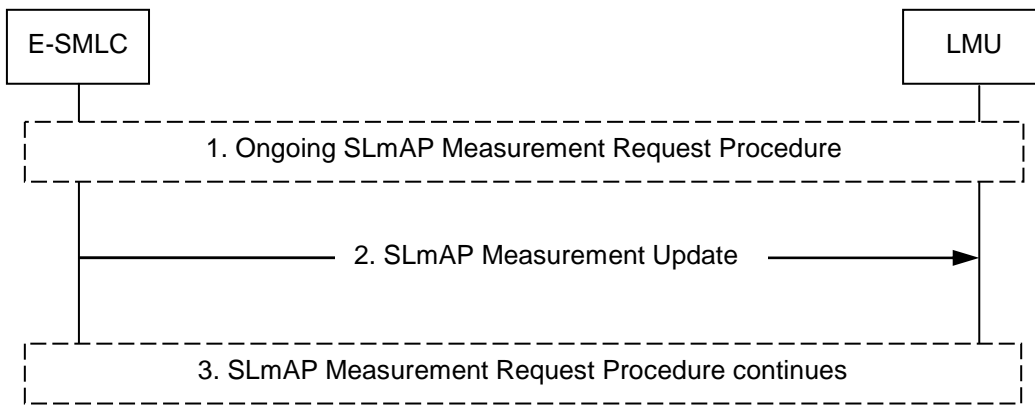 E-SMLC
LMU
1. Ongoing SLmAP Measurement Request Procedure
2. SLmAP Measurement Update
3. SLmAP Measurement Request Procedure continues